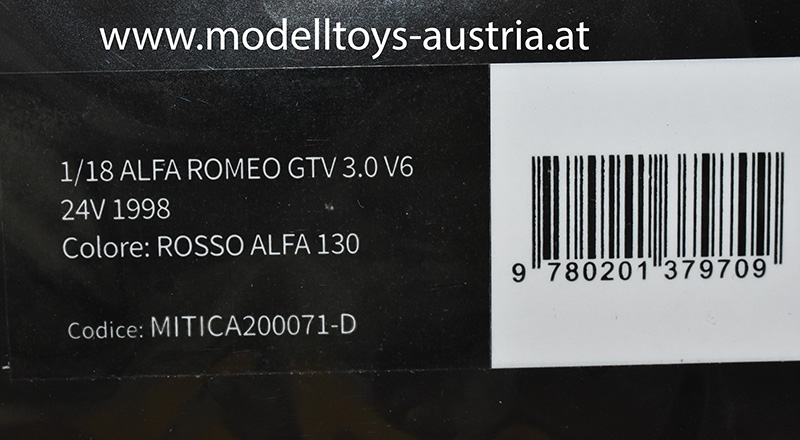 www.modelltoys-austria.at
1/18 ALFA ROMEO GTV 3.0 V6
24V 1998
Colore: ROSSO ALFA 130
Codice: MITICA200071-D
9 780201 379709